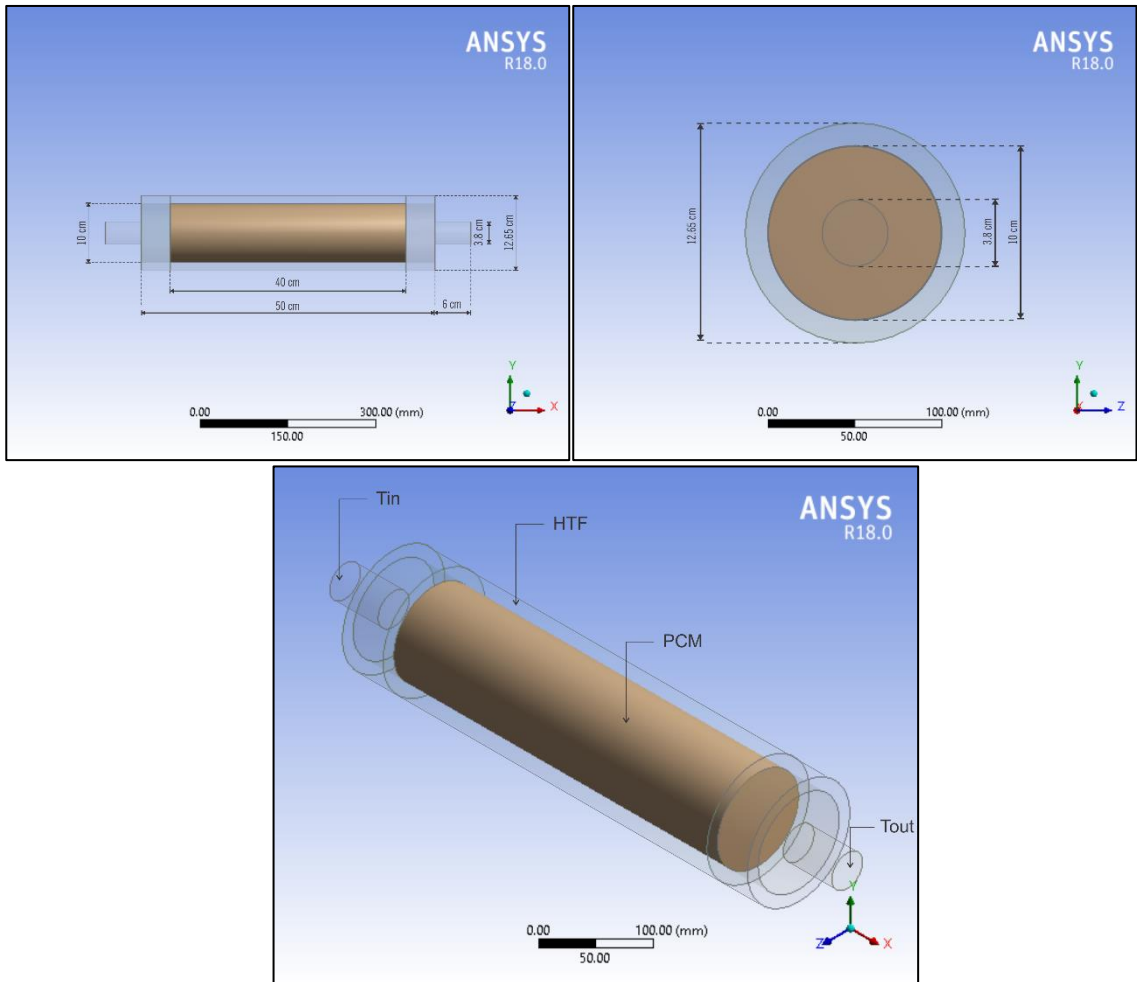 ANSYS
R18.0
10 cm
3.8 cm
12.65 cm
40 cm
50 cm
6 cm
Y
Z
X
0.00
300.00 (mm)
150.00
ANSYS
R18.0
12.65 cm
3.8 cm
10 cm
Y
X
Z
0.00
100.00 (mm)
50.00
Tin
HTF
ANSYS
R18.0
PCM
Tout
Y
Z
X
0.00
100.00 (mm)
50.00